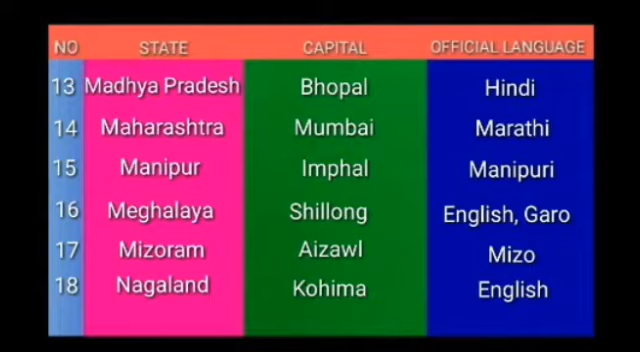 NO STATE CAPITAL OFFICIAL LANGUAGE
13 Madhya Pradesh Bhopal Hindi
14 Maharashtra Mumbai Marathi
15 Manipur Imphal Manipuri
16 Meghalaya Shillong English, Garo
17 Mizoram Aizawl Mizo
18 Nagaland Kohima English